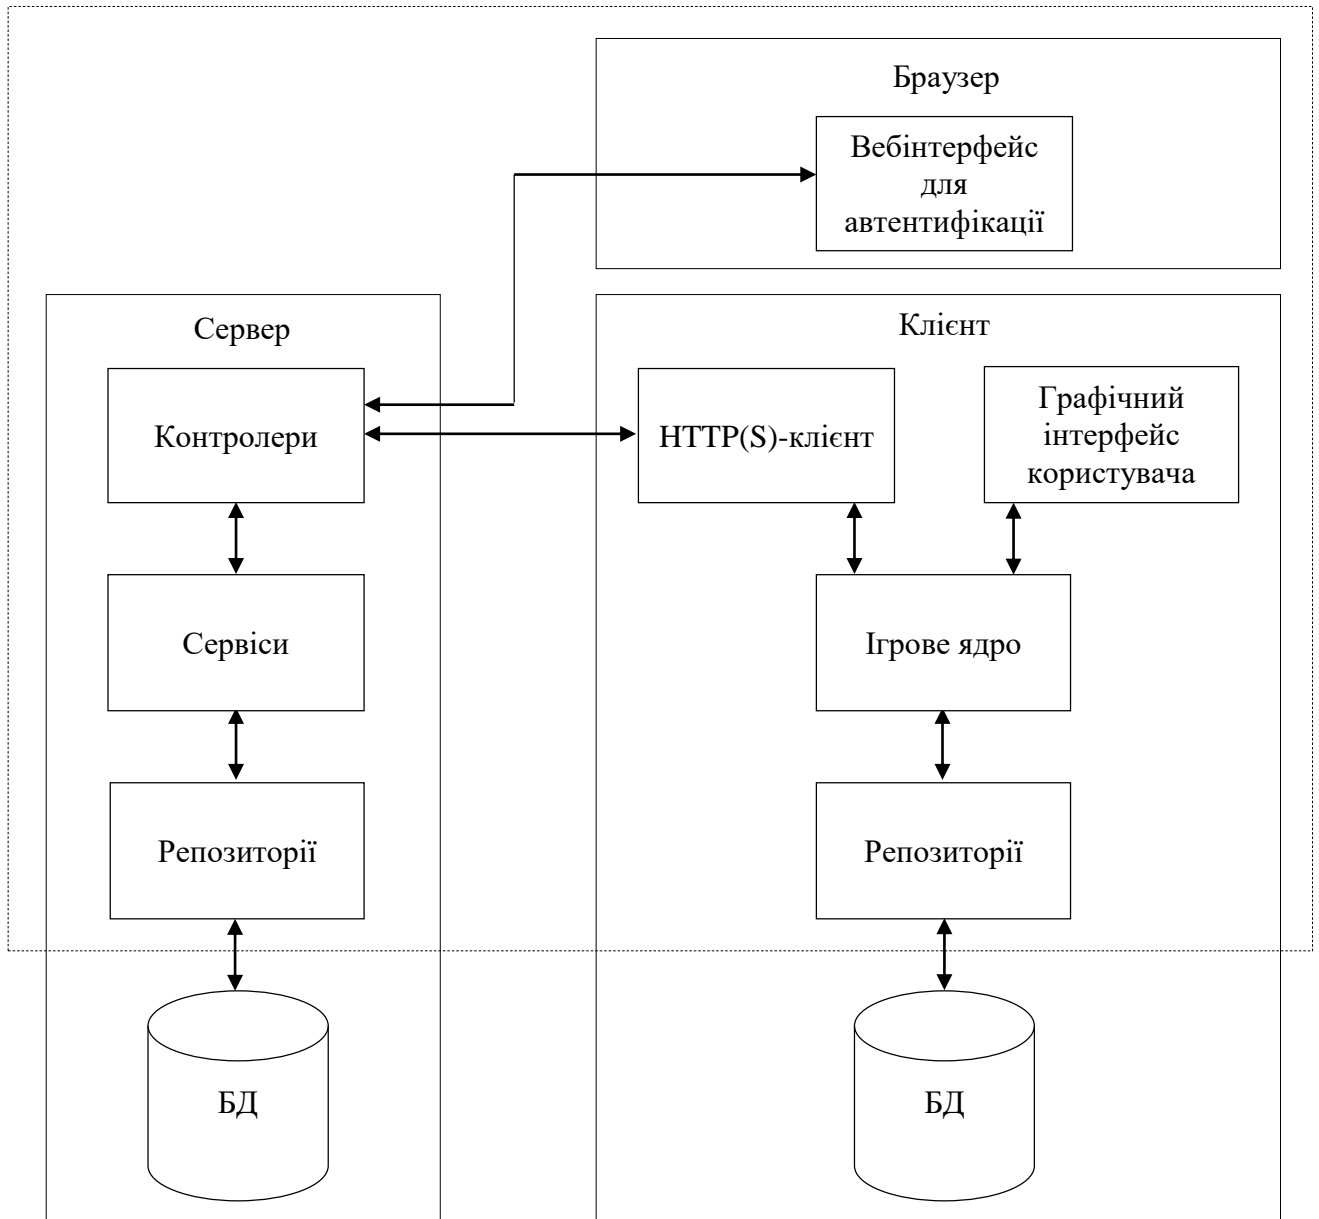 Браузер
Вебінтерфейс
для
автентифікації
Сервер
Клієнт
Контролери
HTTP(S)-клієнт
Графічний
інтерфейс
користувача
Сервіси
Ігрове ядро
Репозиторії
Репозиторії
БД
БД